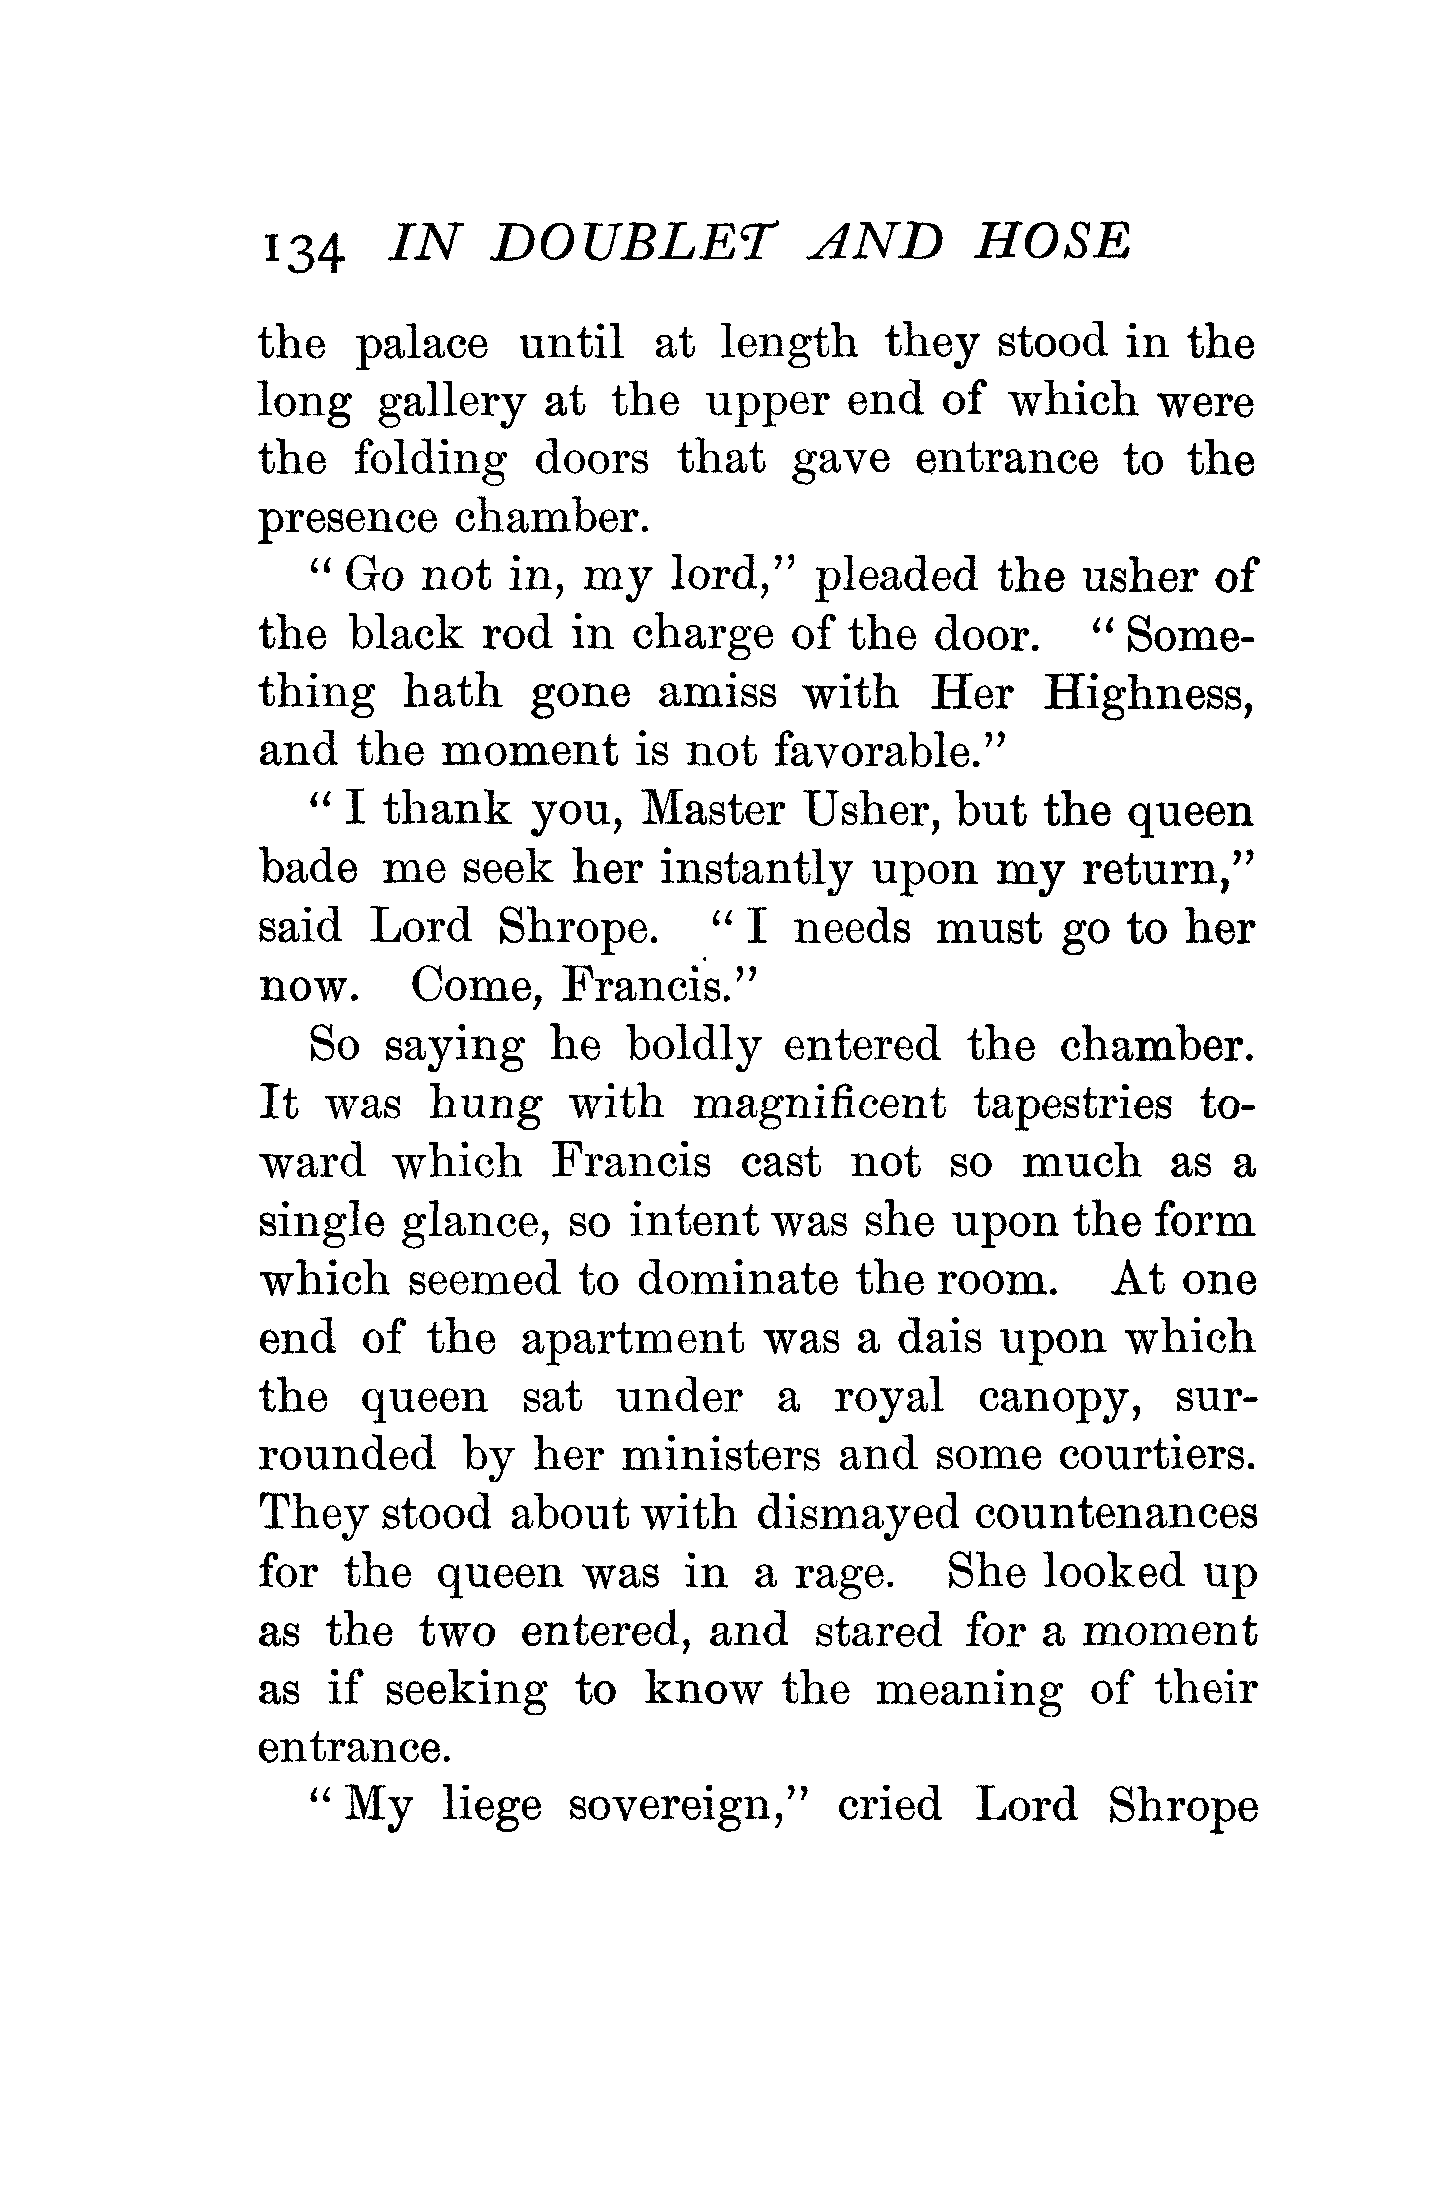 134 IN DOUBLET AND HOSE
the palace until at length they stood in the
long gallery at the upper end of which were
the folding doors that gave entrance to the
presence chamber.
“Go not in, my lord,” pleaded the usher of
the black rod in charge of the door. “Some-
thing hath gone amiss with Her Highness,
and the moment is not favorable.”
“I thank you, Master Usher, but the queen
bade me seek her instantly upon my return,”
said Lord Shrope. “I needs must go to her
now. Come, Francis.”
So saying he boldly entered the chamber.
It was hung with magnificent tapestries to-
ward which Francis cast not so much as a
single glance, so intent was she upon the form
which seemed to dominate the room. At one
end of the apartment was a dais upon which
the queen sat under a royal canopy, sur-
rounded by her ministers and some courtiers.
They stood about with dismayed countenances
for the queen was in a rage. She looked up
as the two entered, and stared for a moment
as if seeking to know the meaning of their
entrance.
“My liege sovereign,” cried Lord Shrope